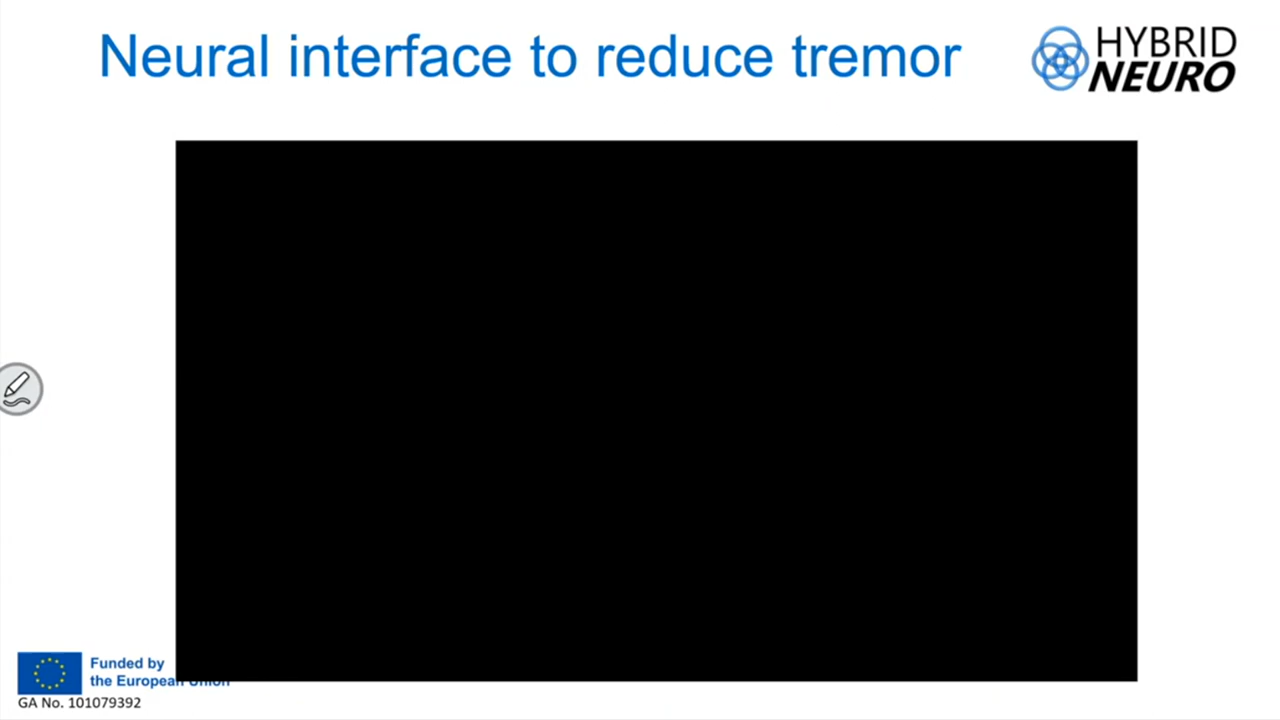 Neural interface to reduce tremor
HYBRID
NEURO
Funded by
the European Union
GA No. 101079392